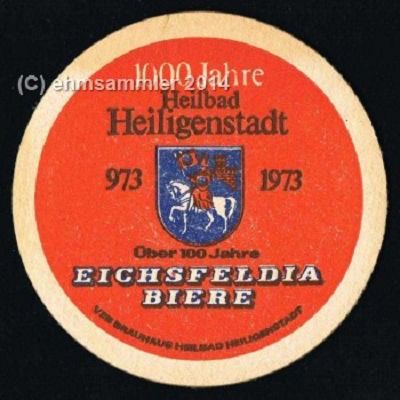 1000 Jahre
(C) ehmsammler 2014
Heilbad
Heiligenstadt
973 1973
Über 100 Jahre
EICHSFELDIA
BIERE
VEB BRAUHAUS HEILBAD HEILIGENSTADT